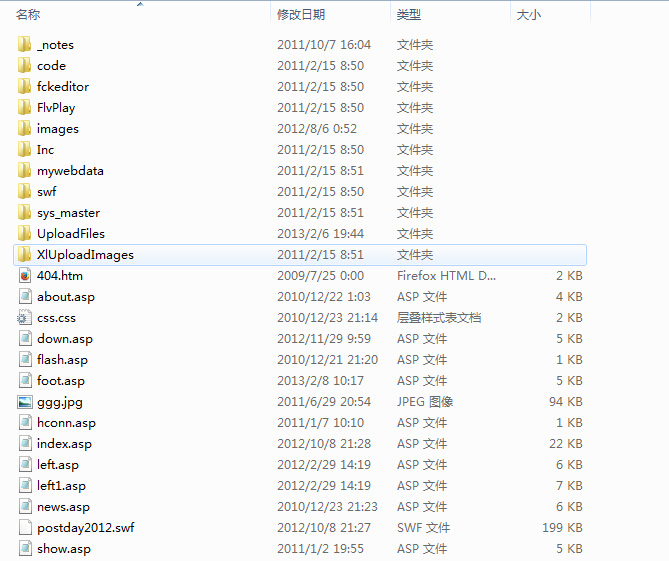 名称 修改日期 类型 大小
_notes 2011/10/7 16:04 文件夹
code 2011/2/15 8:50 文件夹
fckeditor 2011/2/15 8:50 文件夹
FlvPlay 2011/2/15 8:50 文件夹
images 2012/8/6 0:52 文件夹
Inc 2011/2/15 8:50 文件夹
mywebdata 2011/2/15 8:51 文件夹
swf 2011/2/15 8:50 文件夹
sys_master 2011/2/15 8:51 文件夹
UploadFiles 2013/2/6 19:44 文件夹
XlUploadImages 2011/2/15 8:51 文件夹
404.htm 2009/7/25 0:00 Firefox HTML D... 2 KB
about.asp 2010/12/22 1:03 ASP 文件 4 KB
css.css 2010/12/23 21:14 层叠样式表文档 2 KB
down.asp 2012/11/29 9:59 ASP 文件 5 KB
flash.asp 2010/12/21 21:20 ASP 文件 1 KB
foot.asp 2013/2/8 10:17 ASP 文件 5 KB
ggg.jpg 2011/6/29 20:54 JPEG 图像 94 KB
hconn.asp 2011/1/7 10:10 ASP 文件 1 KB
index.asp 2012/10/8 21:28 ASP 文件 22 KB
left.asp 2012/2/29 14:19 ASP 文件 6 KB
left1.asp 2012/2/29 14:19 ASP 文件 7 KB
news.asp 2010/12/23 21:23 ASP 文件 6 KB
postday2012.swf 2012/10/8 21:27 SWF 文件 199 KB
show.asp 2011/1/2 19:55 ASP 文件 5 KB